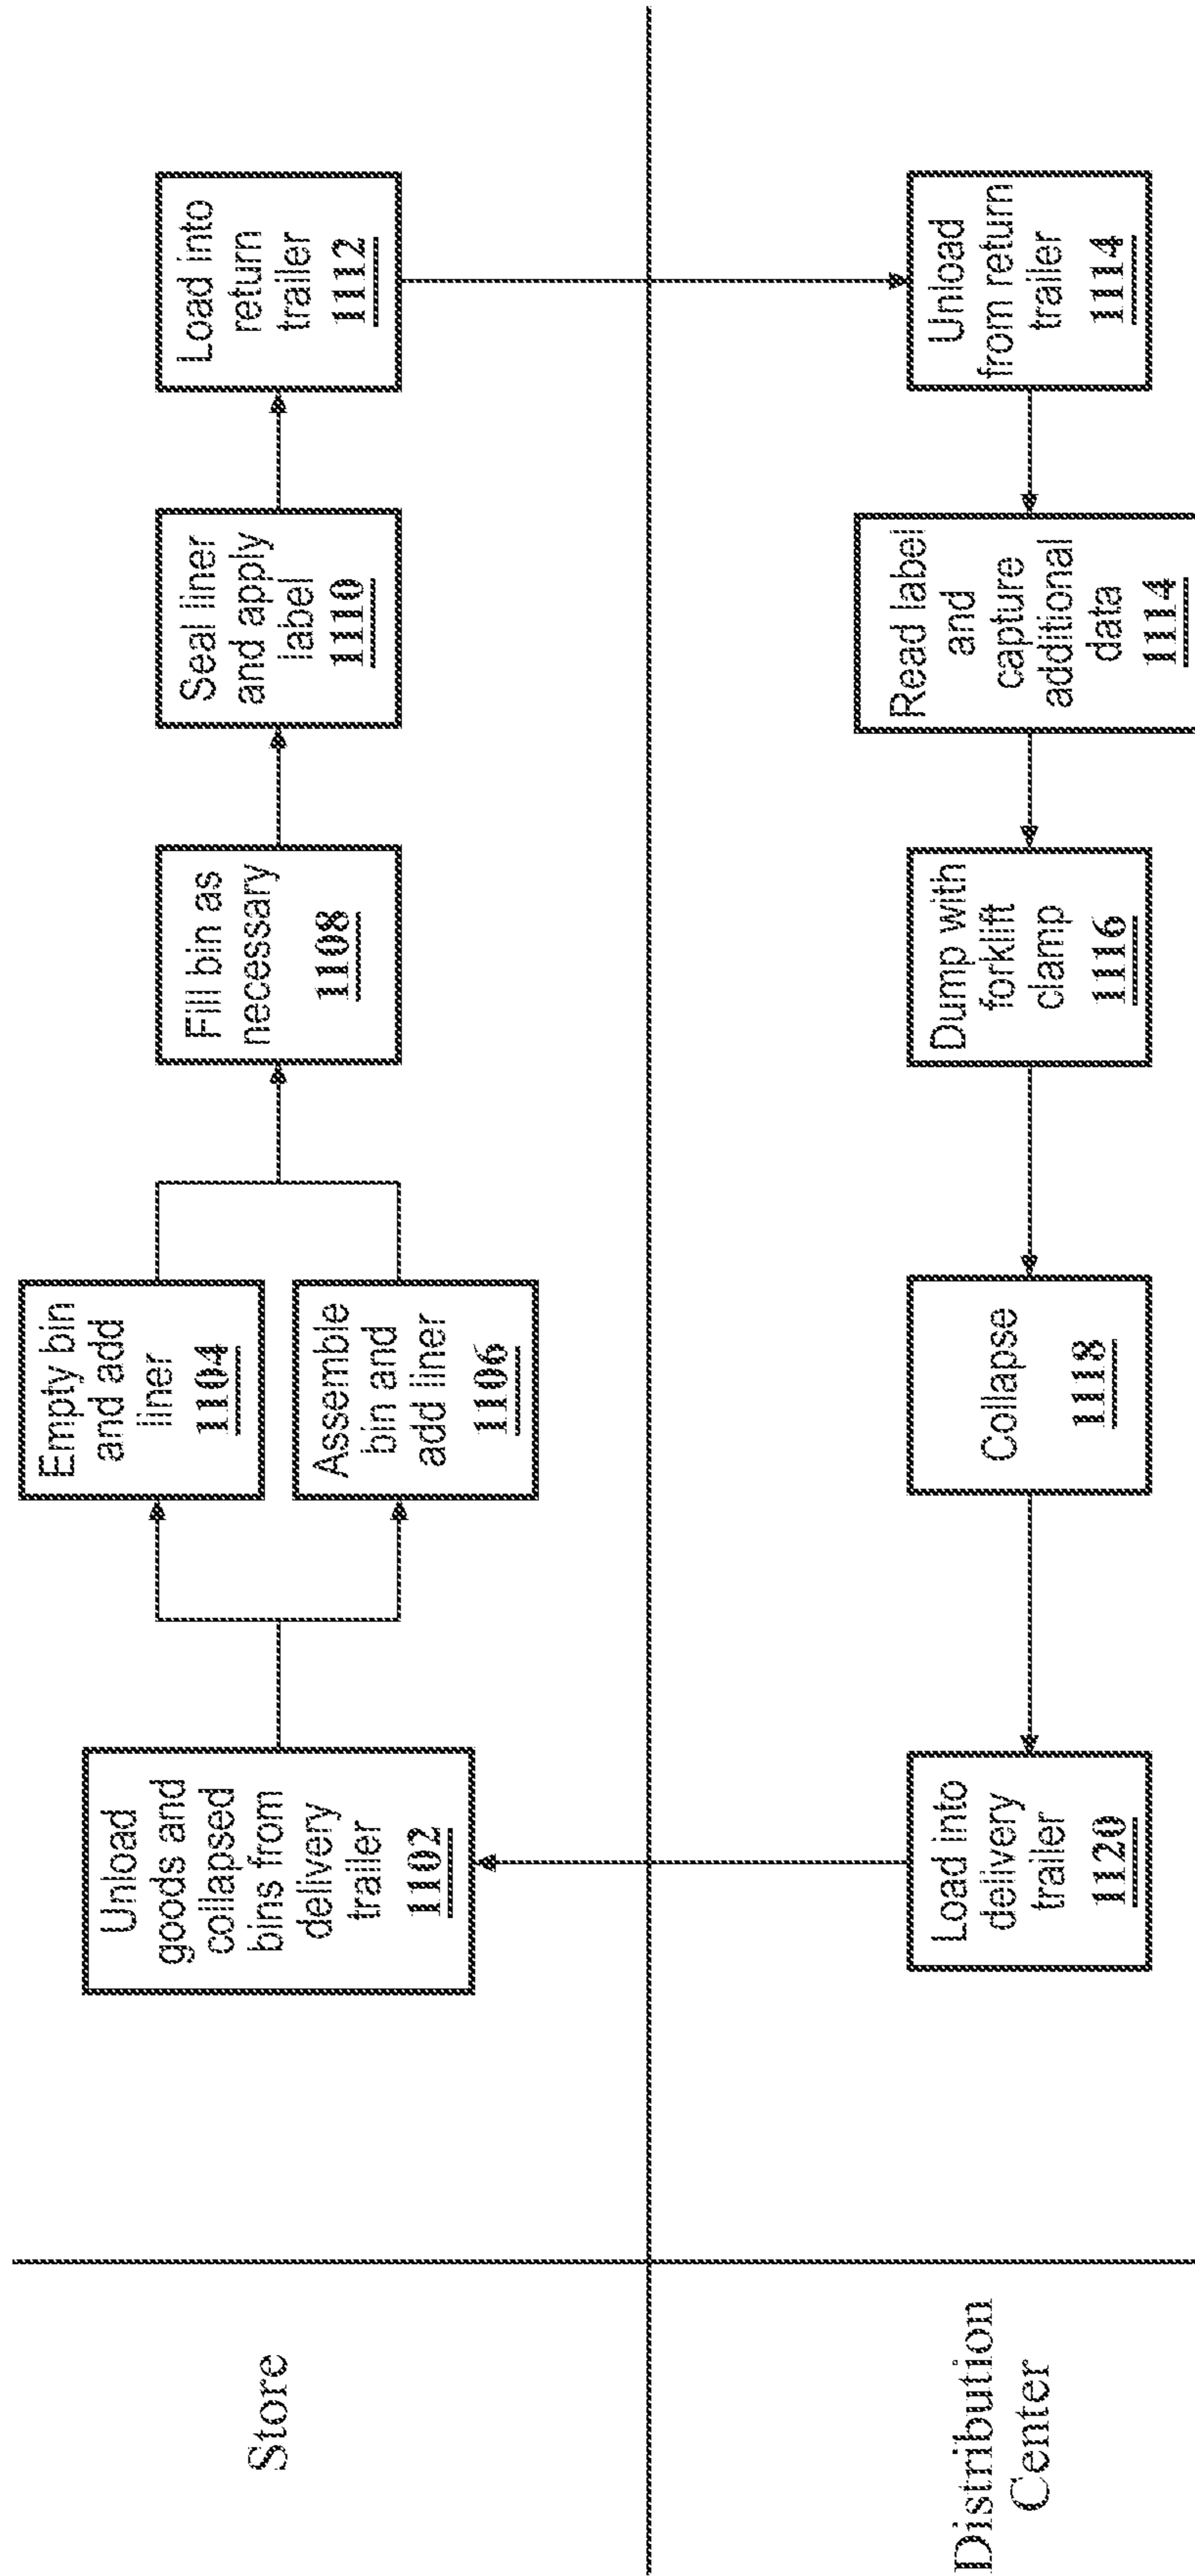 Store
Unload
goods and
collapsed
bins from
delivery
trailer
1102
Empty bin
and add
liner
1104
Assemble
bin and
add liner
1106
Fill bin as
necessary
1108
Seal liner
and apply
label
1110
Load into
return
trailer
1112
Distribution
Center
Load into
delivery
trailer
1120
Collapse
1118
Dump with
forklift
clamp
1116
Read label
and
capture
additional
data
1114
Unload
from return
trailer
1114